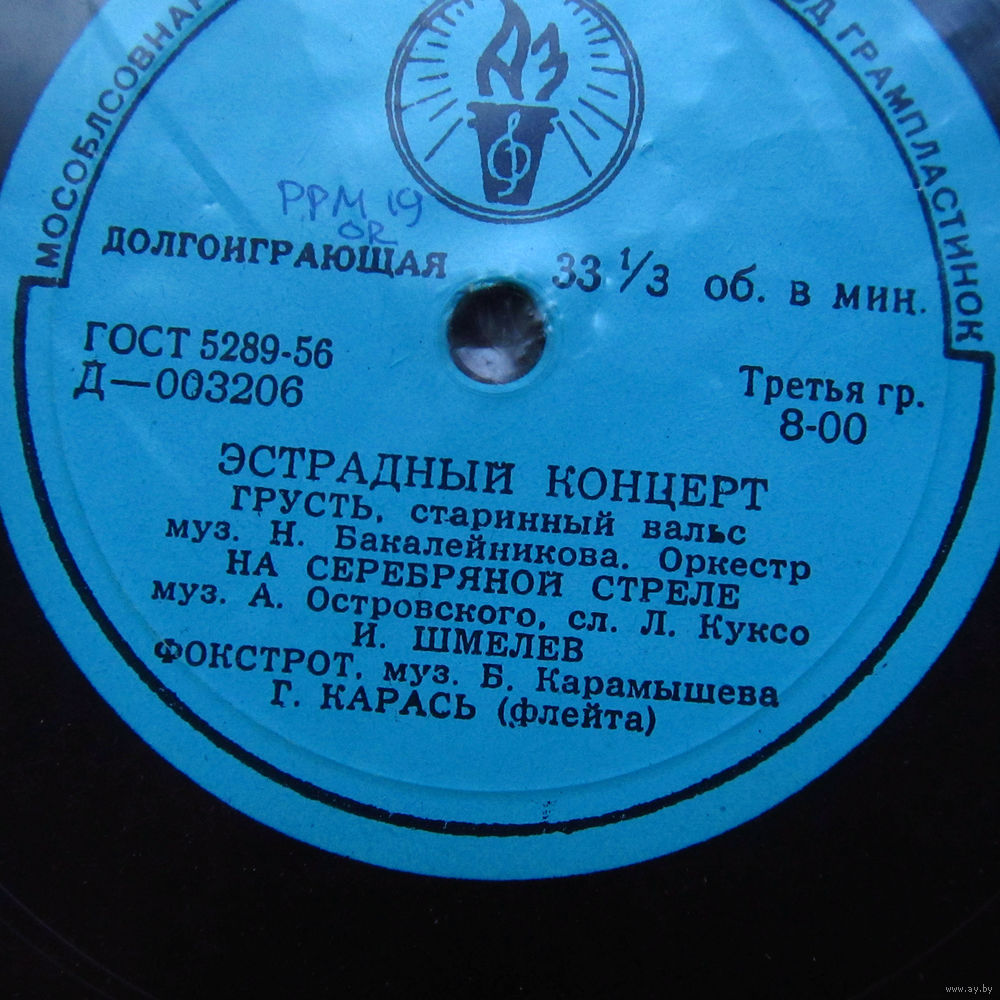 МОСОБЛСОВНАР
ГРАМПЛАСТИНОК
АЗ
PPM 19
OR
ДОЛГОИГРАЮЩАЯ 33 1/3 об. в мин.
ГОСТ 5289-56
Д—003206
Третья гр.
8-00
ЭСТРАДНЫЙ КОНЦЕРТ
ГРУСТЬ, старинный вальс
муз. Н. Бакалейникова. Оркестр
НА СЕРЕБРЯНОЙ СТРЕЛЕ
муз. А. Островского, сл. Л. Куксо
И. ШМЕЛЕВ
ФОКСТРОТ, муз. Б. Карамышева
Г. КАРАСЬ (флейта)
www.ay.by